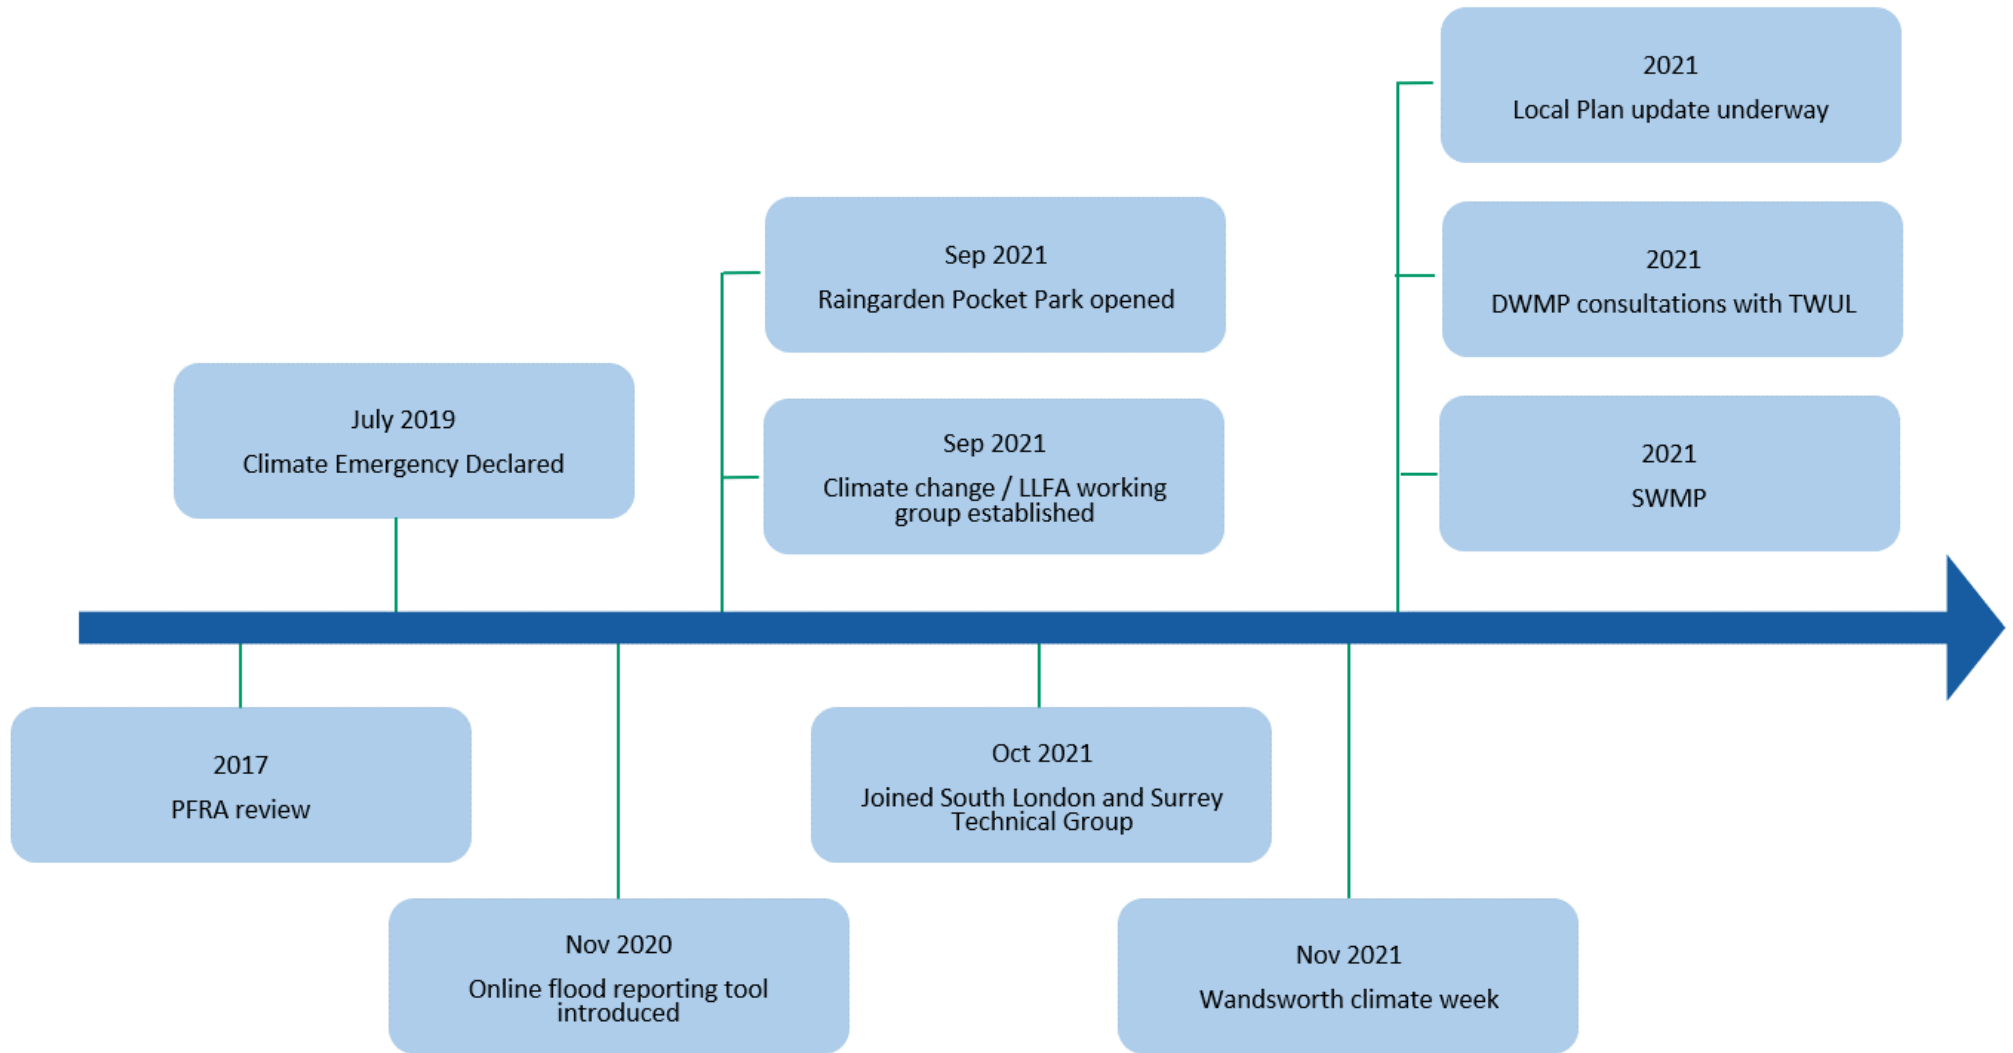 2021
Local Plan update underway
Sep 2021
Raingarden Pocket Park opened
2021
DWMP consultations with TWUL
July 2019
Climate Emergency Declared
Sep 2021
Climate change / LLFA working
group established
2021
SWMP
2017
PFRA review
Oct 2021
Joined South London and Surrey
Technical Group
Nov 2020
Online flood reporting tool
introduced
Nov 2021
Wandsworth climate week